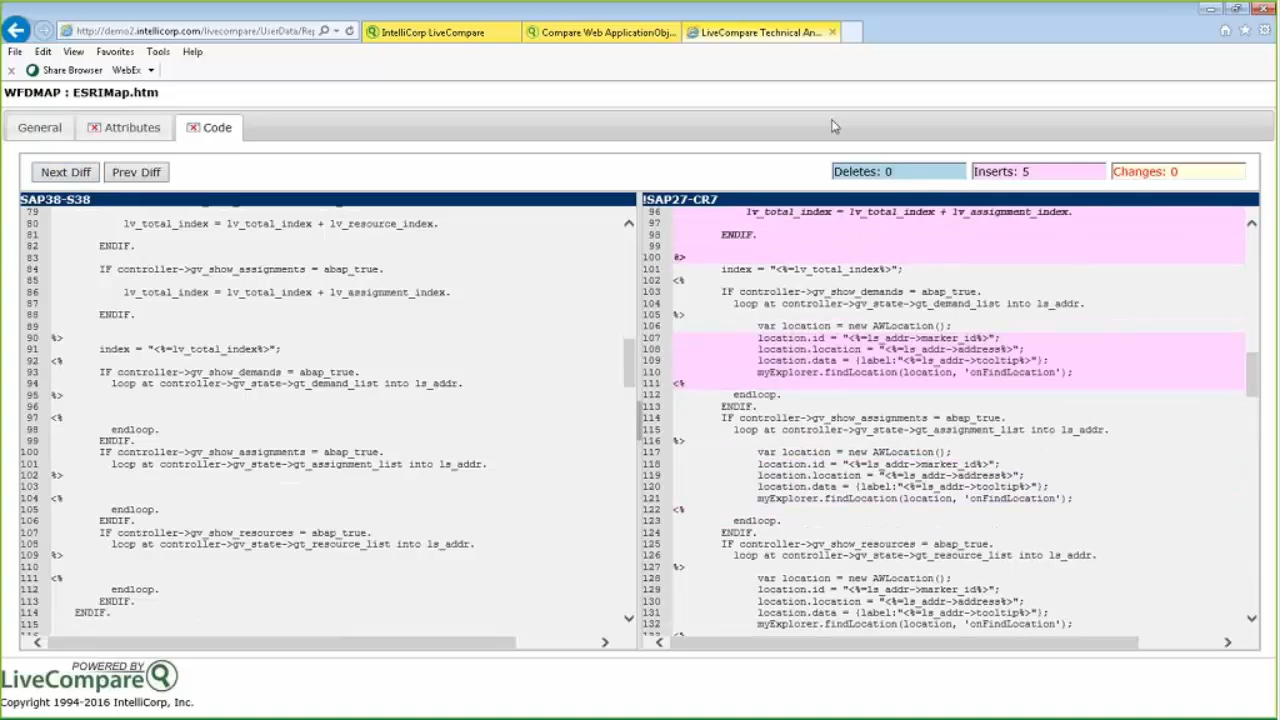 http://demo2.intellicorp.com/livecompare/UserData/Rep
IntelliCorp LiveCompare
Compare Web ApplicationObj...
LiveCompare Technical An...
File Edit View Favorites Tools Help
x Share Browser WebEx
WFDMAP : ESRIMap.htm
General Attributes Code
Next Diff Prev Diff
Deletes: 0 Inserts: 5 Changes: 0
SAP38-S38
79
80 lv_total_index = lv_total_index + lv_resource_index.
81
82 ENDIF.
83
84 IF controller->gv_show_assignments = abap_true.
85
86 lv_total_index = lv_total_index + lv_assignment_index.
87
88 ENDIF.
89
90 %>
91 index = "<%=lv_total_index%>";
92 <%
93 IF controller->gv_show_demands = abap_true.
94 loop at controller->gv_state->gt_demand_list into ls_addr.
95 %>
96
97 <%
98 endloop.
99 ENDIF.
100 IF controller->gv_show_assignments = abap_true.
101 loop at controller->gv_state->gt_assignment_list into ls_addr.
102 %>
103
104 <%
105 endloop.
106 ENDIF.
107 IF controller->gv_show_resources = abap_true.
108 loop at controller->gv_state->gt_resource_list into ls_addr.
109 %>
110
111 <%
112 endloop.
113 ENDIF.
114 ENDIF.
115
!SAP27-CR7
96 lv_total_index = lv_total_index + lv_assignment_index.
97
98 ENDIF.
99
100 %>
101 index = "<%=lv_total_index%>";
102 <%
103 IF controller->gv_show_demands = abap_true.
104 loop at controller->gv_state->gt_demand_list into ls_addr.
105 %>
106 var location = new AWLocation();
107 location.id = "<%=ls_addr->marker_id%>";
108 location.location = "<%=ls_addr->address%>";
109 location.data = {label:"<%=ls_addr->tooltip%>"};
110 myExplorer.findLocation(location, 'onFindLocation');
111 <%
112 endloop.
113 ENDIF.
114 IF controller->gv_show_assignments = abap_true.
115 loop at controller->gv_state->gt_assignment_list into ls_addr.
116 %>
117 var location = new AWLocation();
118 location.id = "<%=ls_addr->marker_id%>";
119 location.location = "<%=ls_addr->address%>";
120 location.data = {label:"<%=ls_addr->tooltip%>"};
121 myExplorer.findLocation(location, 'onFindLocation');
122 <%
123 endloop.
124 ENDIF.
125 IF controller->gv_show_resources = abap_true.
126 loop at controller->gv_state->gt_resource_list into ls_addr.
127 %>
128 var location = new AWLocation();
129 location.id = "<%=ls_addr->marker_id%>";
130 location.location = "<%=ls_addr->address%>";
131 location.data = {label:"<%=ls_addr->tooltip%>"};
132 myExplorer.findLocation(location, 'onFindLocation');
POWERED BY
LiveCompare
Copyright 1994-2016 IntelliCorp, Inc.